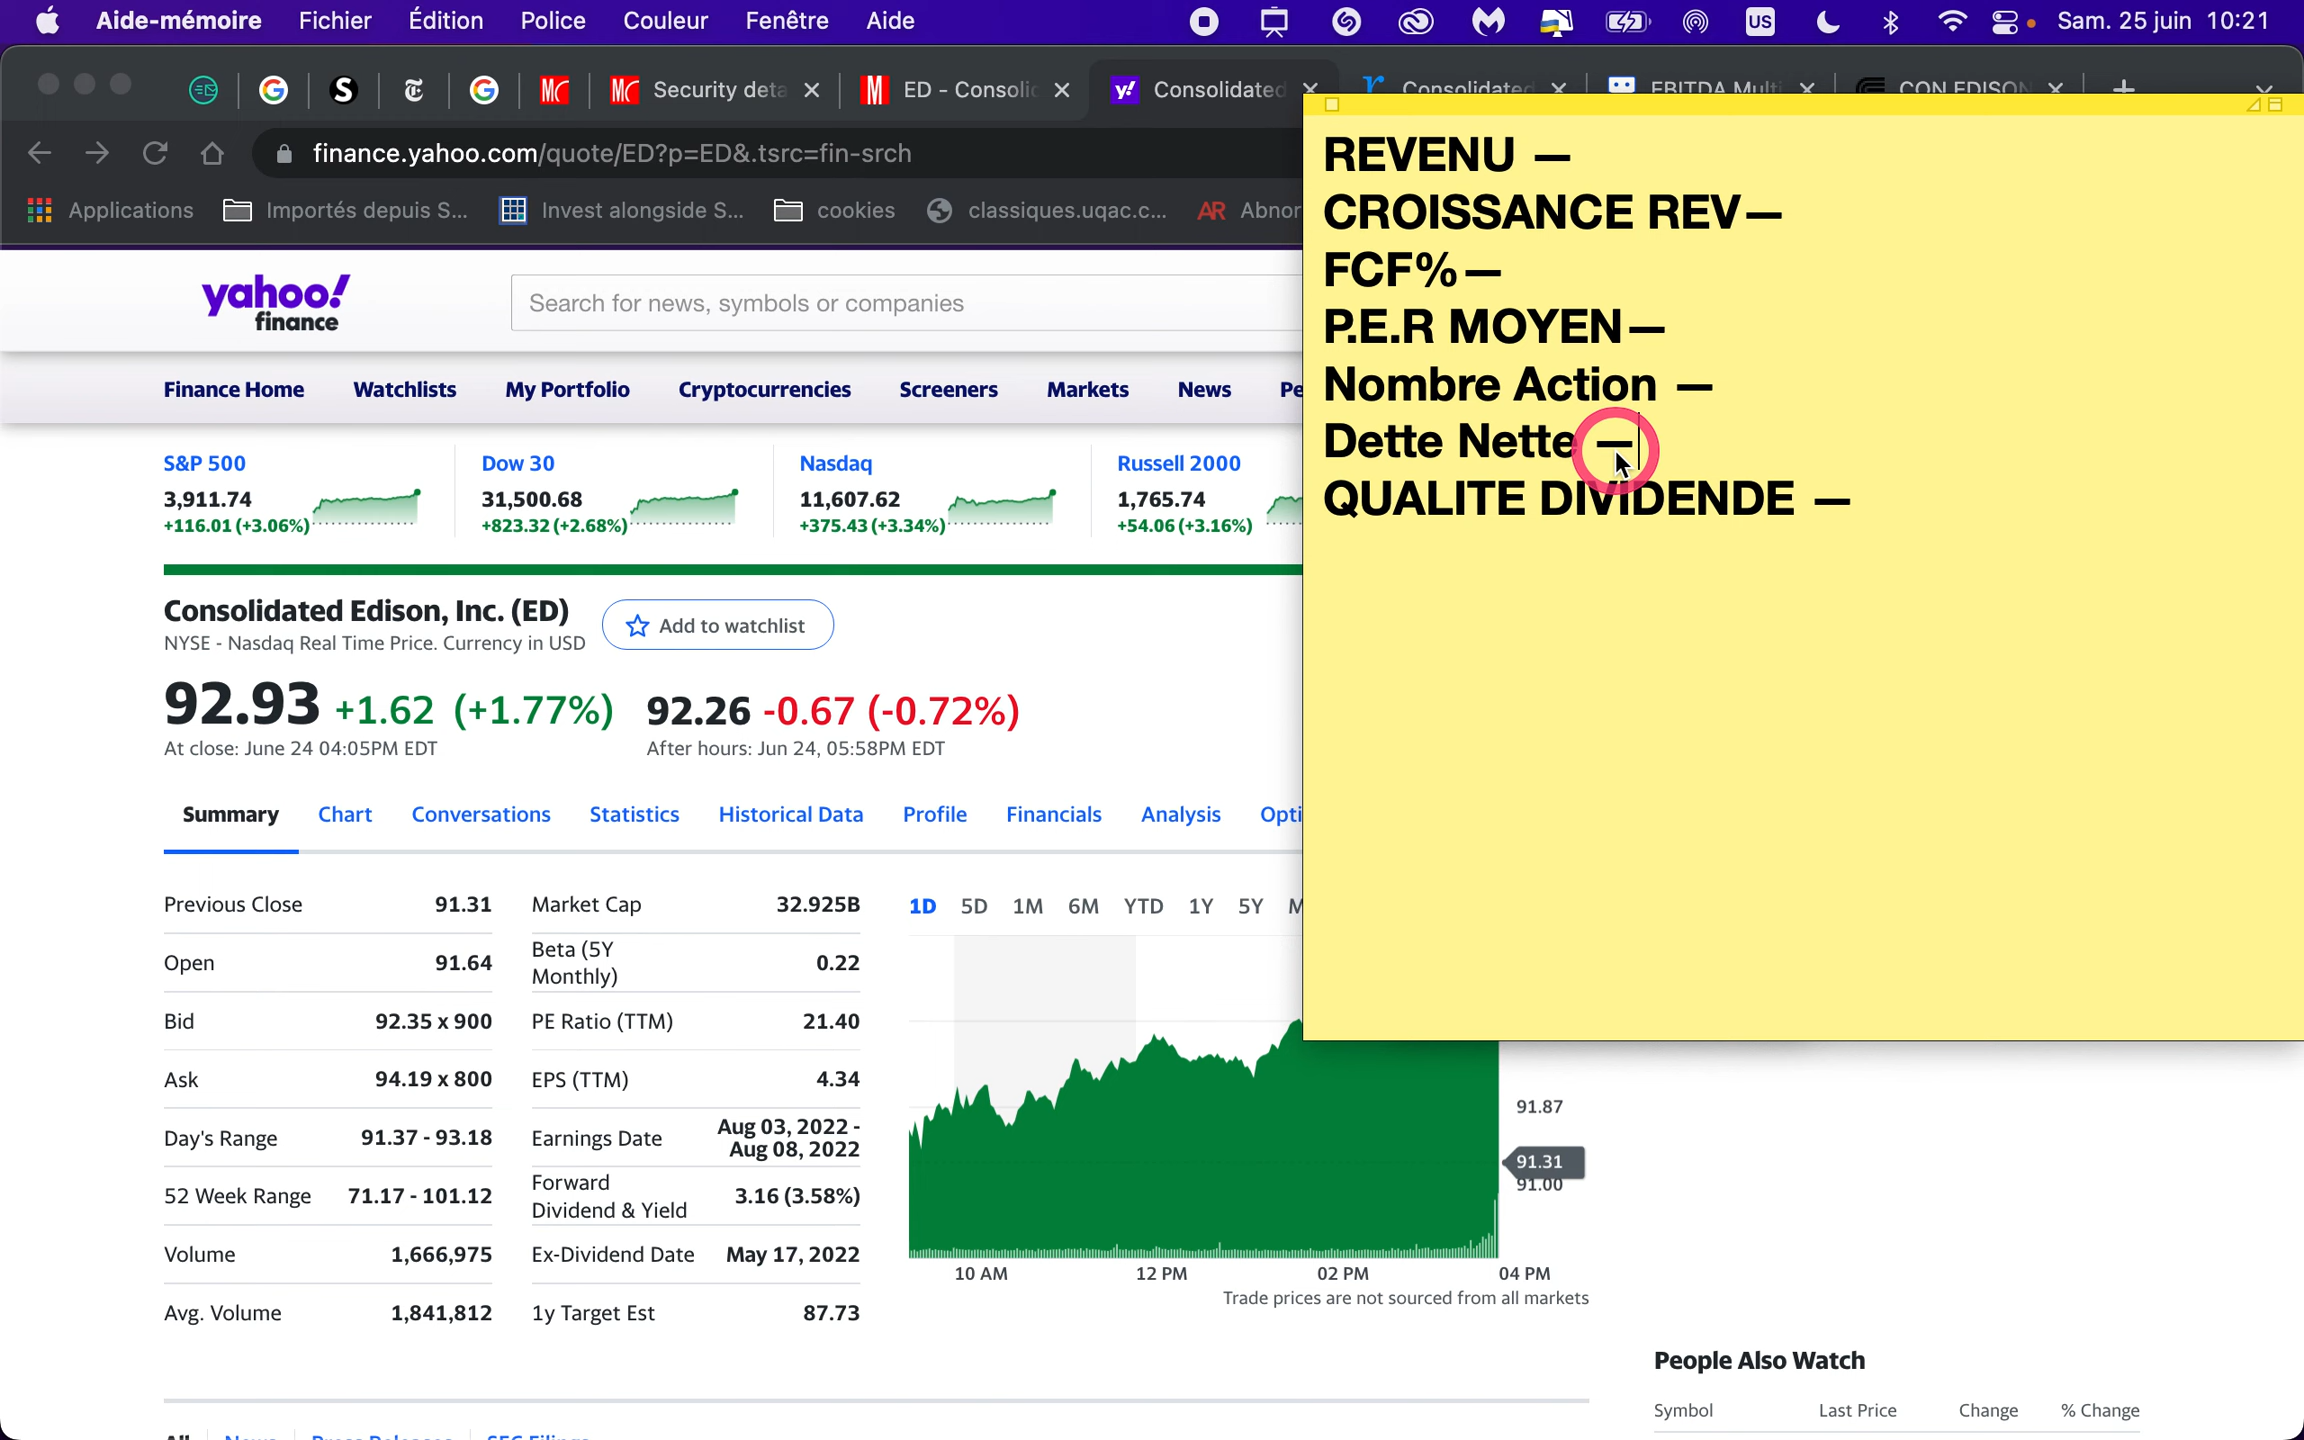 Aide-mémoire Fichier Édition Police Couleur Fenêtre Aide US Sam. 25 juin 10:21
Security deta ED - Consolic Consolidated Consolidated EBITDA Multi CON EDISON
finance.yahoo.com/quote/ED?p=ED&.tsrc=fin-srch
Applications Importés depuis S... Invest alongside S... cookies classiques.uqac.c... AR Abnor
REVENU —
CROISSANCE REV—
FCF%—
P.E.R MOYEN—
Nombre Action —
Dette Nette —
QUALITE DIVIDENDE —
yahoo!
finance
Search for news, symbols or companies
Finance Home Watchlists My Portfolio Cryptocurrencies Screeners Markets News Pe
S&P 500
3,911.74
+116.01 (+3.06%)
Dow 30
31,500.68
+823.32 (+2.68%)
Nasdaq
11,607.62
+375.43 (+3.34%)
Russell 2000
1,765.74
+54.06 (+3.16%)
Consolidated Edison, Inc. (ED)
NYSE - Nasdaq Real Time Price. Currency in USD
Add to watchlist
92.93 +1.62 (+1.77%)
At close: June 24 04:05PM EDT
92.26 -0.67 (-0.72%)
After hours: Jun 24, 05:58PM EDT
Summary Chart Conversations Statistics Historical Data Profile Financials Analysis Opti
Previous Close 91.31
Open 91.64
Bid 92.35 x 900
Ask 94.19 x 800
Day's Range 91.37 - 93.18
52 Week Range 71.17 - 101.12
Volume 1,666,975
Avg. Volume 1,841,812
Market Cap 32.925B
Beta (5Y
Monthly) 0.22
PE Ratio (TTM) 21.40
EPS (TTM) 4.34
Earnings Date Aug 03, 2022 -
Aug 08, 2022
Forward
Dividend & Yield 3.16 (3.58%)
Ex-Dividend Date May 17, 2022
1y Target Est 87.73
1D 5D 1M 6M YTD 1Y 5Y M
91.87
91.31
91.00
10 AM 12 PM 02 PM 04 PM
Trade prices are not sourced from all markets
People Also Watch
Symbol Last Price Change % Change
All News Press Releases SEC Filings